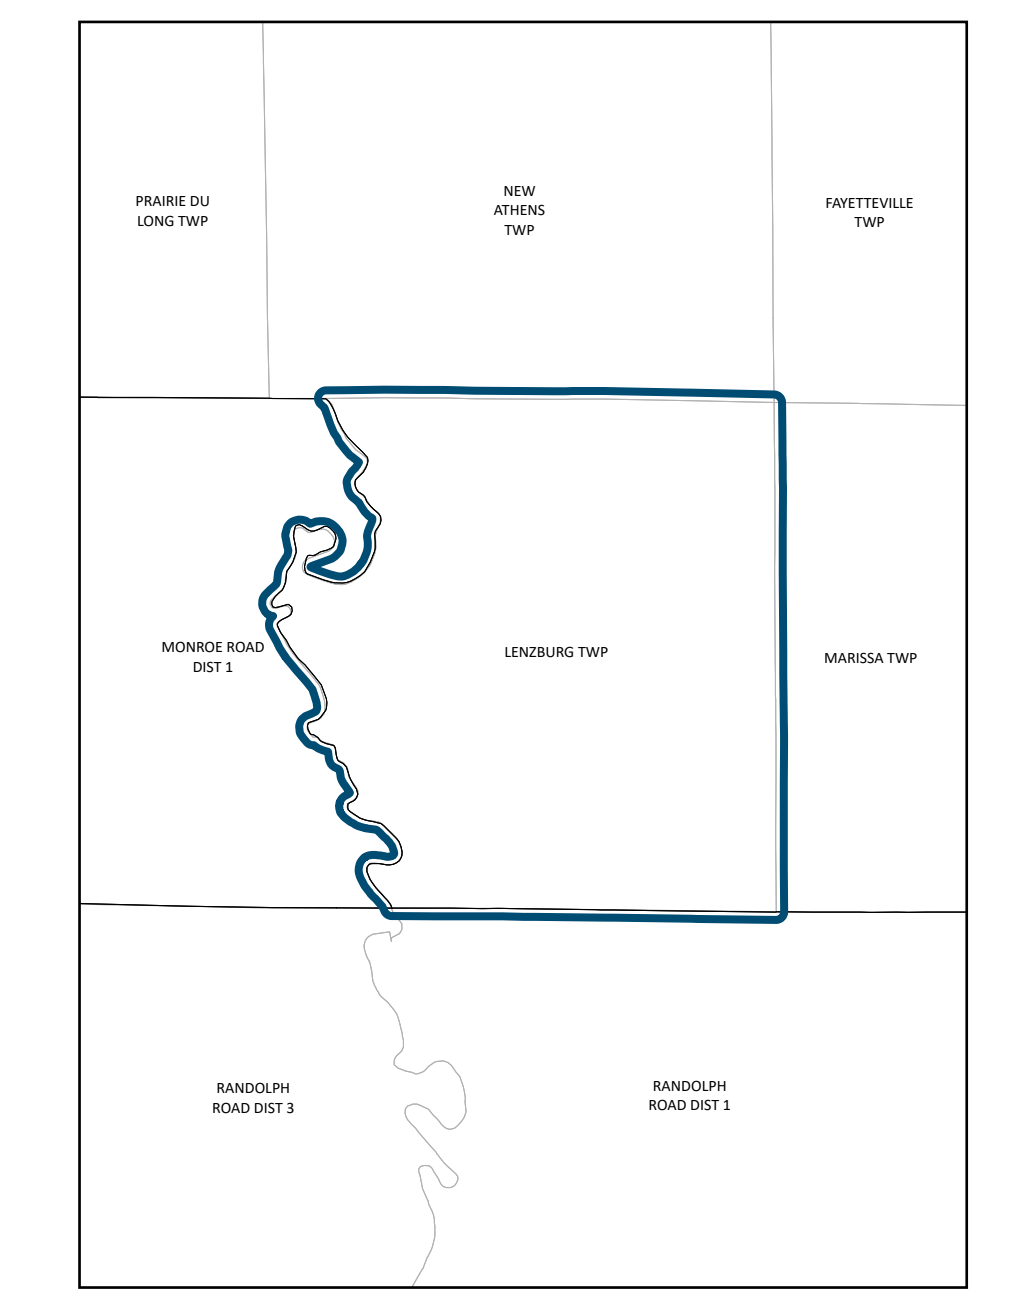 PRAIRIE DU
LONG TWP
NEW
ATHENS
TWP
FAYETTEVILLE
TWP
MONROE ROAD
DIST 1
LENZBURG TWP
MARISSA TWP
RANDOLPH
ROAD DIST 3
RANDOLPH
ROAD DIST 1